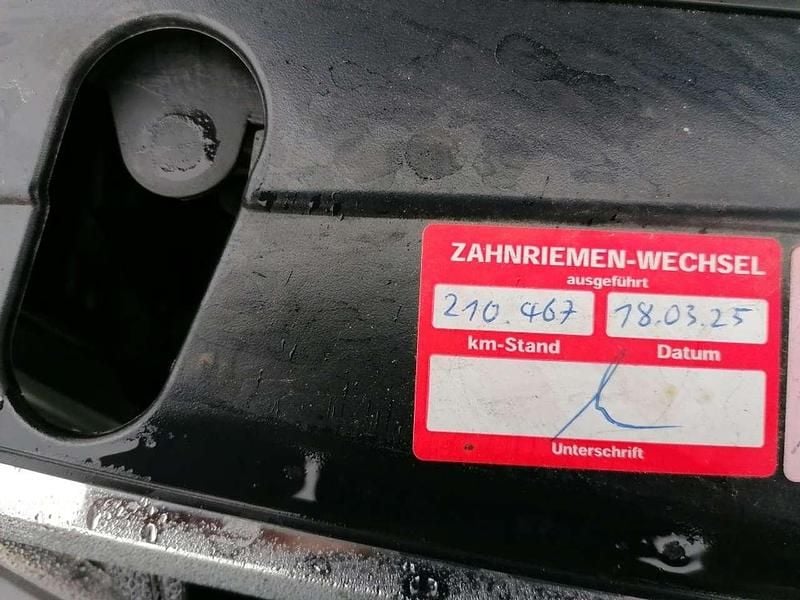 ZAHNRIEMEN-WECHSEL
ausgeführt
210.467 18.03.25
km-Stand Datum
Unterschrift